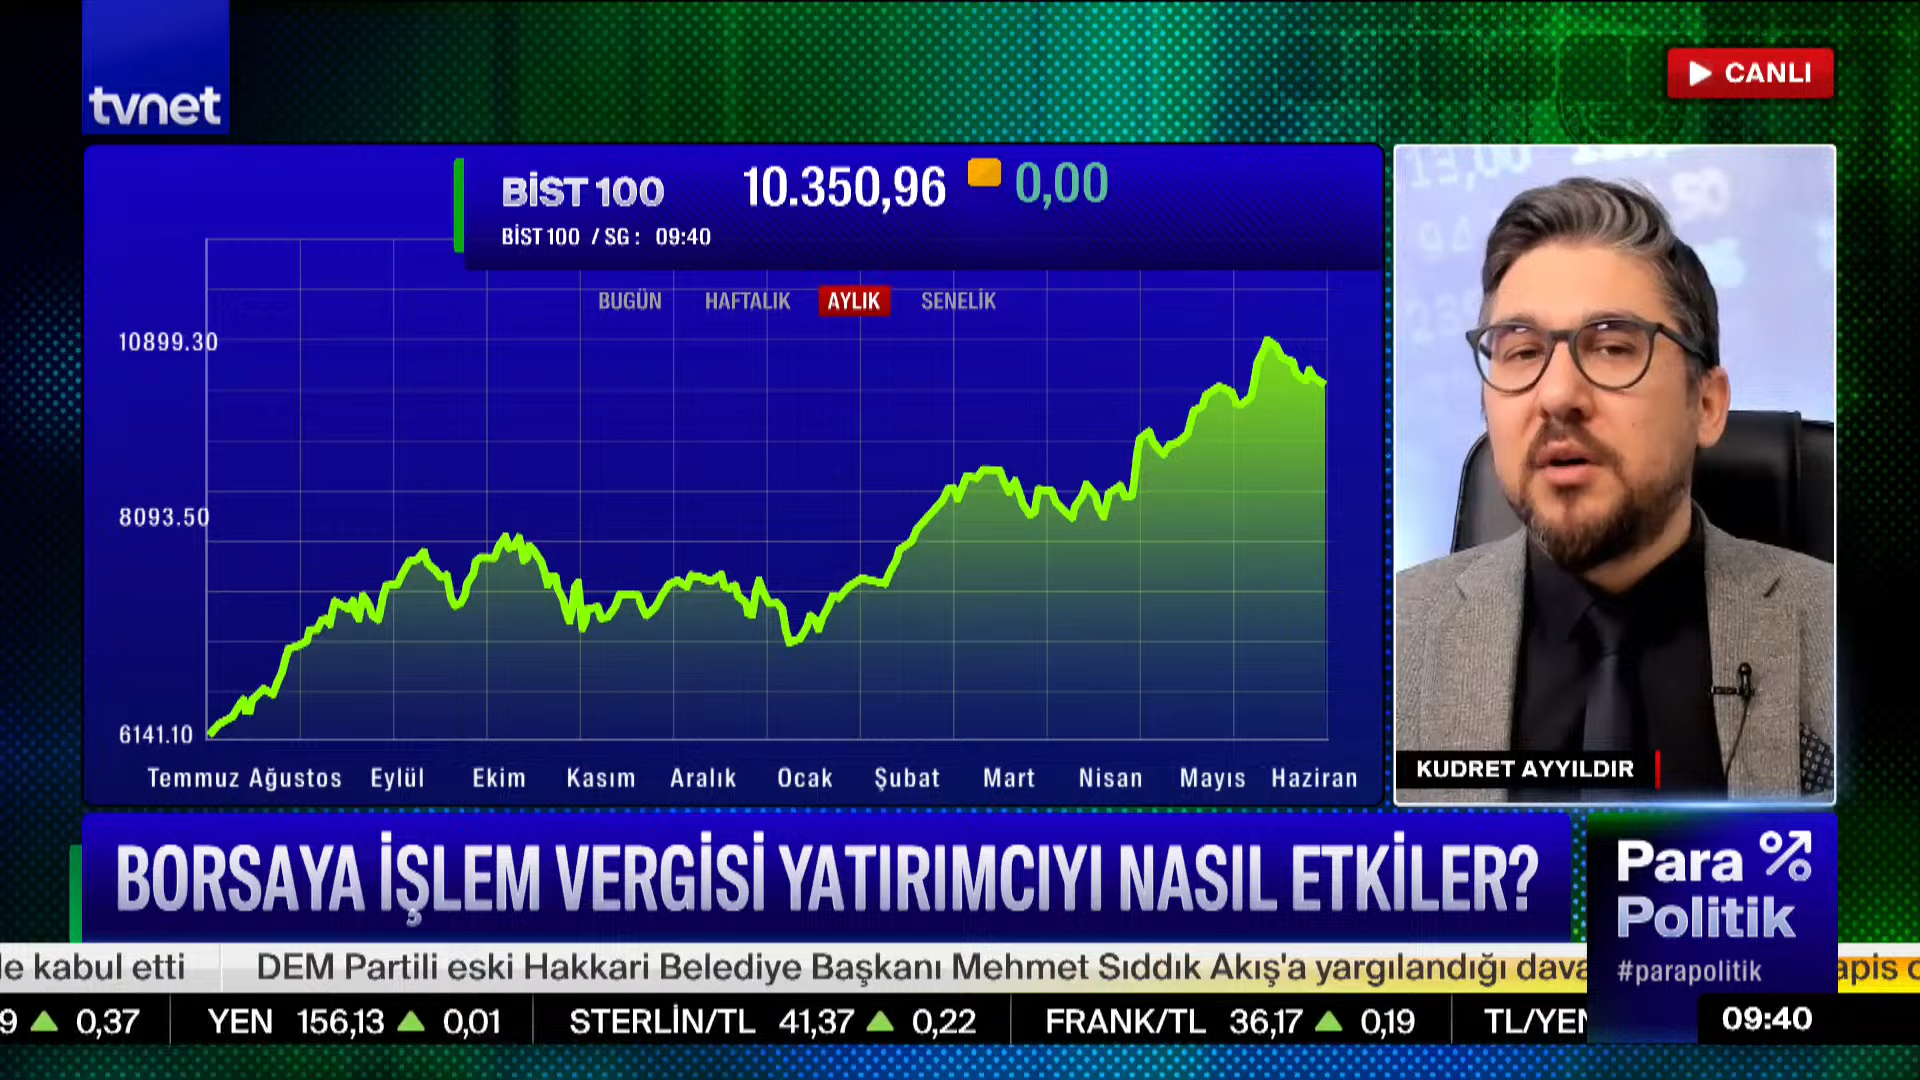 tvnet
CANLI
BİST 100 10.350,96 0,00
BİST 100 / SG : 09:40
BUGÜN HAFTALIK AYLIK SENELİK
10899.30
8093.50
6141.10
Temmuz Ağustos Eylül Ekim Kasım Aralık Ocak Şubat Mart Nisan Mayıs Haziran
KUDRET AYYILDIR
BORSAYA İŞLEM VERGİSİ YATIRIMCIYI NASIL ETKİLER?
Para
Politik
#parapolitik
kabul etti DEM Partili eski Hakkari Belediye Başkanı Mehmet Sıddık Akış'a yargılandığı
9 0,37 YEN 156,13 0,01 STERLİN/TL 41,37 0,22 FRANK/TL 36,17 0,19
09:40